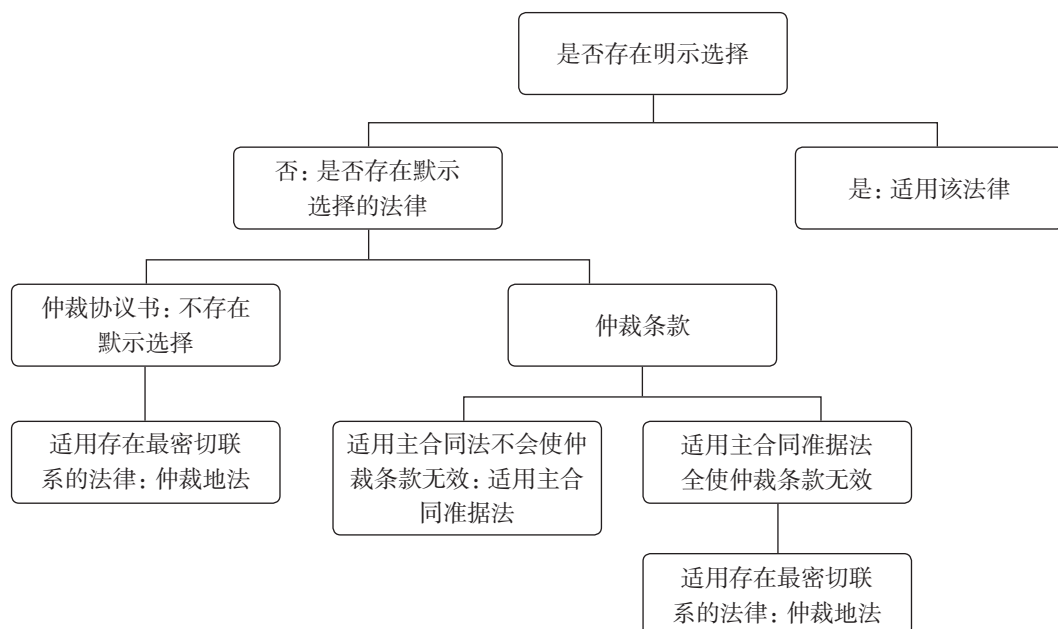 是否存在明示选择
否：是否存在默示
选择的法律
是：适用该法律
仲裁协议书：不存在
默示选择
仲裁条款
适用存在最密切联
系的法律：仲裁地法
适用主合同法不会使仲
裁条款无效：适用主合
同准据法
适用主合同准据法
全使仲裁条款无效
适用存在最密切联
系的法律：仲裁地法